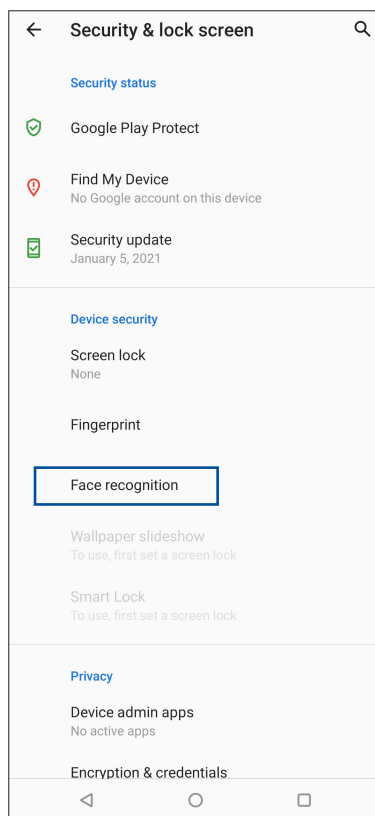 Security & lock screen
Security status
Google Play Protect
Find My Device
No Google account on this device
Security update
January 5, 2021
Device security
Screen lock
None
Fingerprint
Face recognition
Wallpaper slideshow
To use, first set a screen lock
Smart Lock
To use, first set a screen lock
Privacy
Device admin apps
No active apps
Encryption & credentials